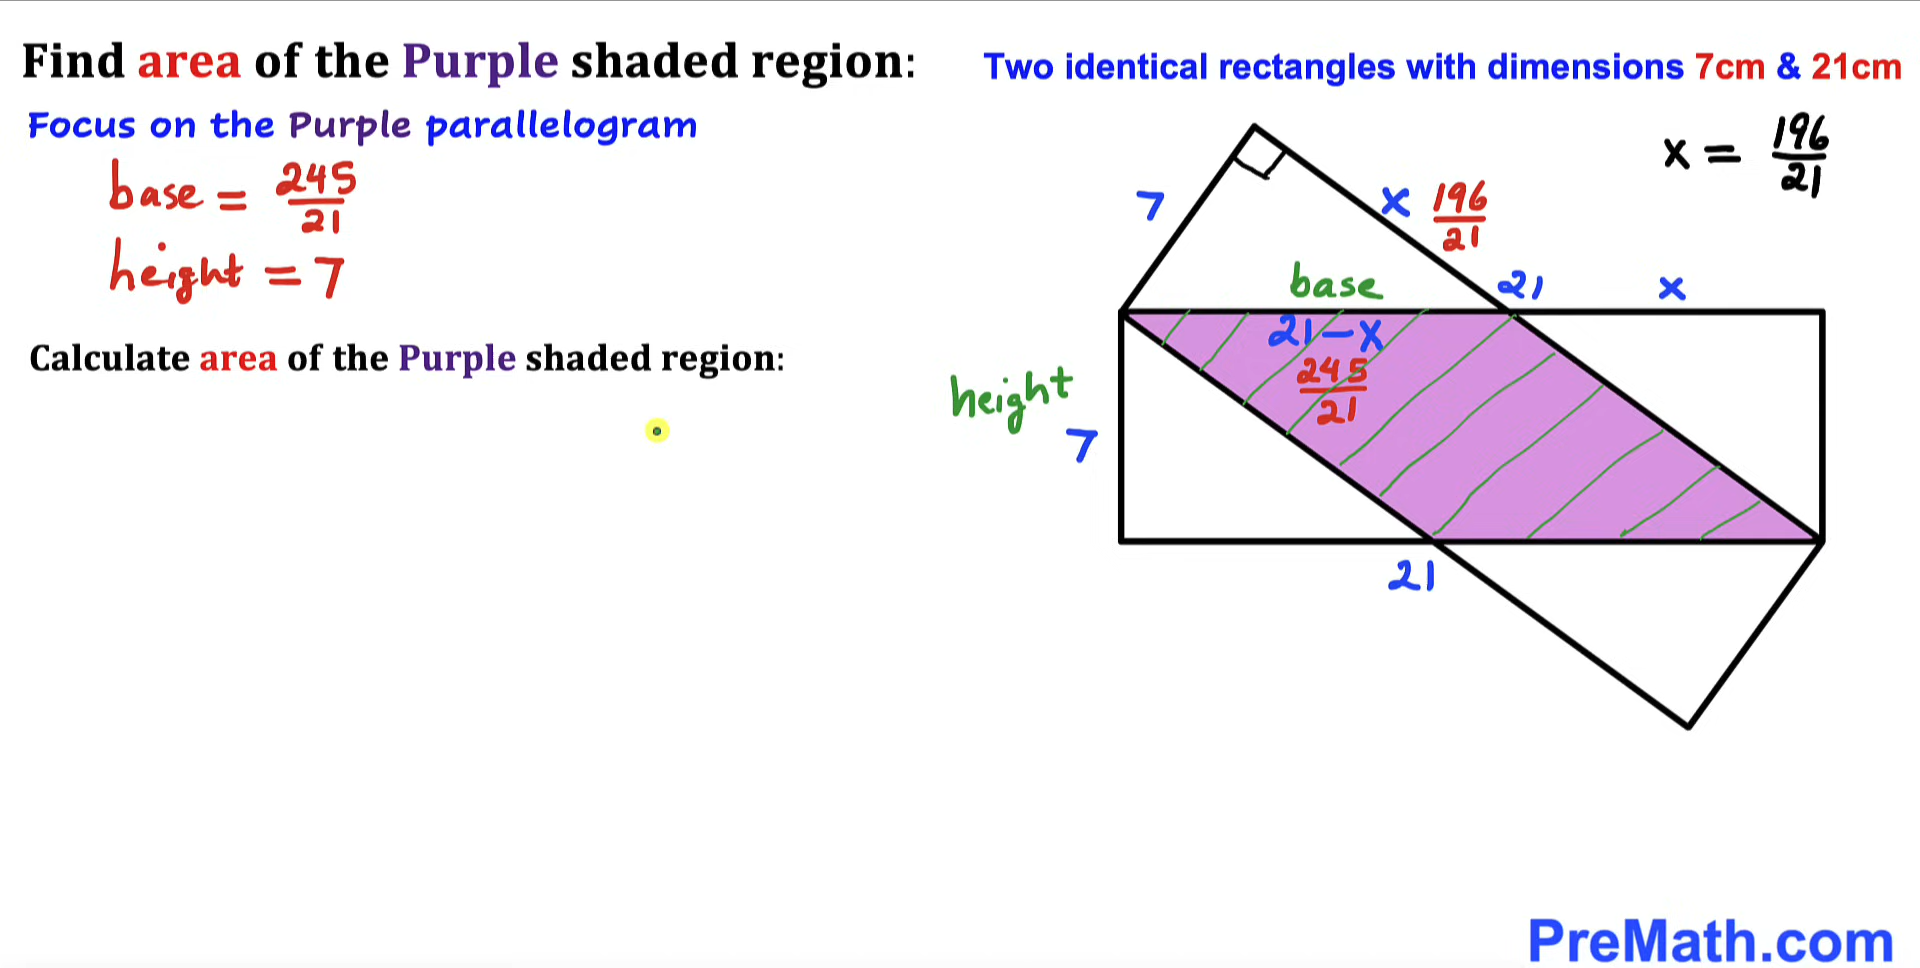 Find area of the Purple shaded region:
Two identical rectangles with dimensions 7cm & 21cm
Focus on the Purple parallelogram
base = 245/21
height = 7
Calculate area of the Purple shaded region:
x = 196/21
7
x 196/21
base
21
x
21-x
245/21
height
7
21
PreMath.com